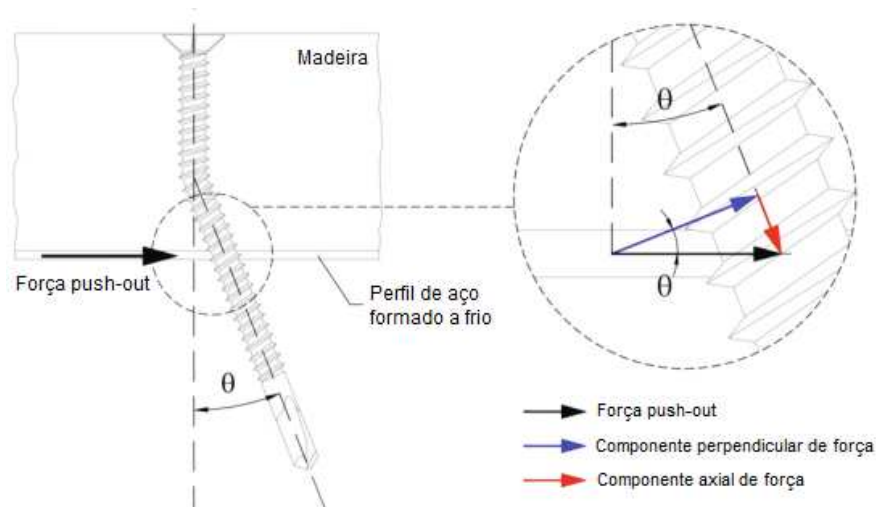 Madeira
Força push-out
Perfil de aço
formado a frio
θ
θ
θ
Força push-out
Componente perpendicular de força
Componente axial de força